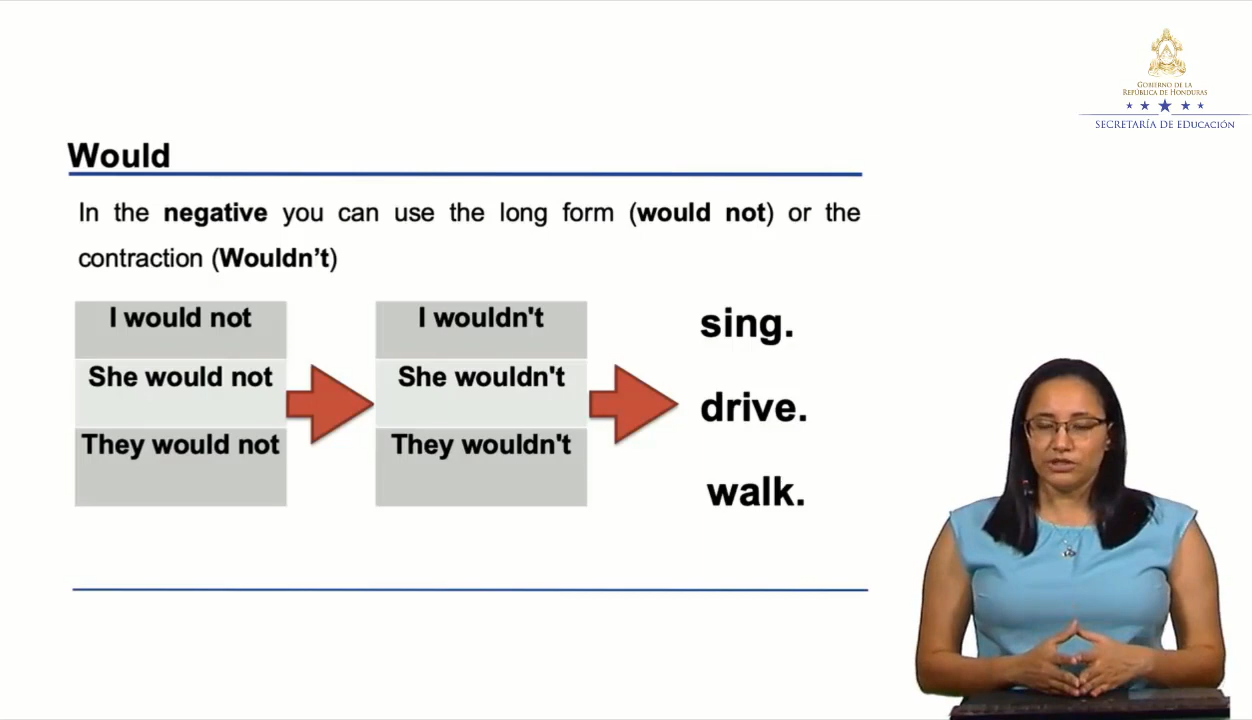 GOBIERNO DE LA
REPÚBLICA DE HONDURAS
SECRETARÍA DE EDUCACIÓN
Would
In the negative you can use the long form (would not) or the
contraction (Wouldn't)
I would not
I wouldn't
sing.
She would not
She wouldn't
drive.
They would not
They wouldn't
walk.